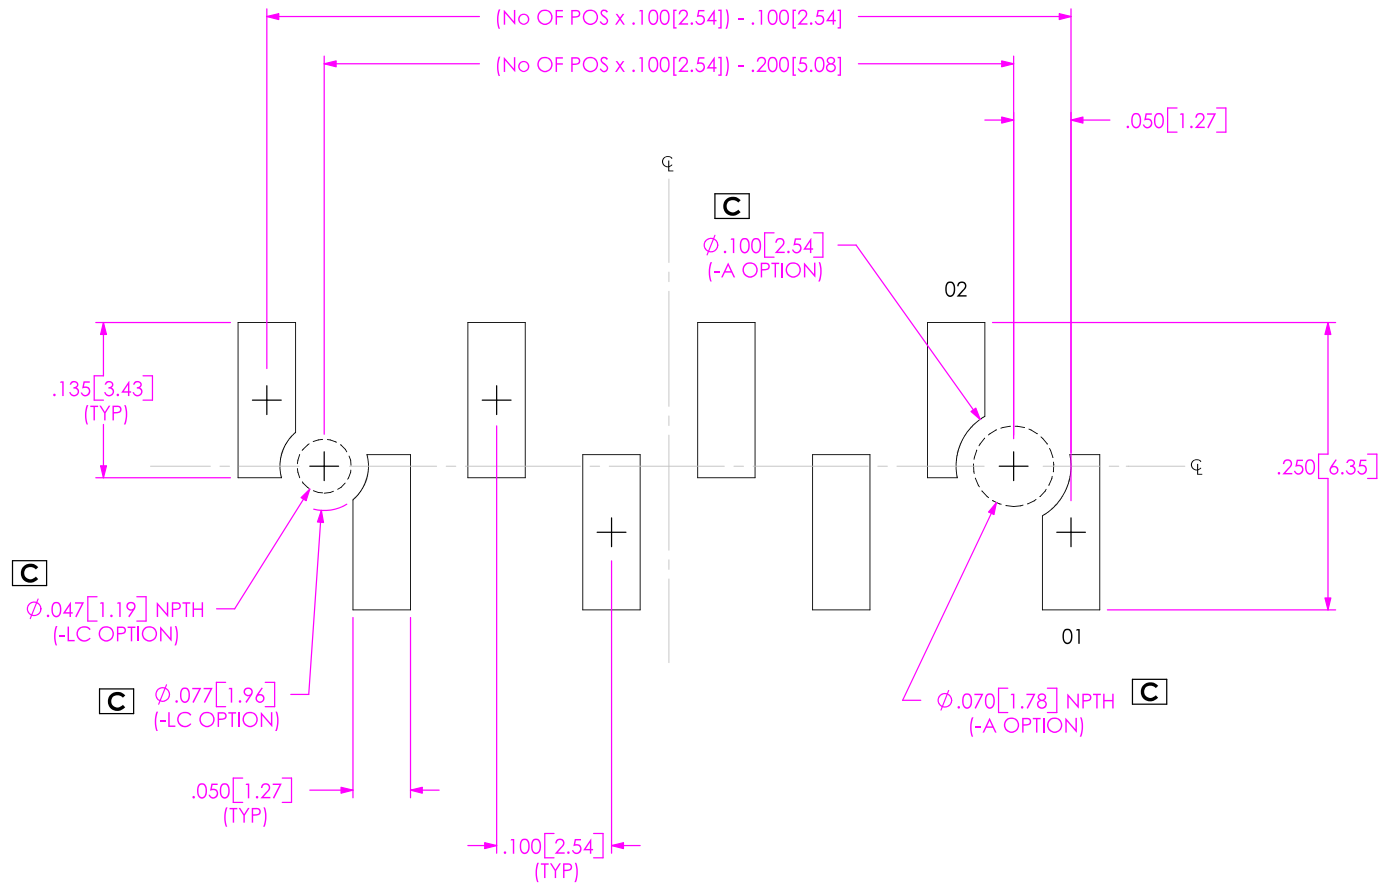 (No OF POS x .100[2.54]) - .100[2.54]
(No OF POS x .100[2.54]) - .200[5.08]
.050[1.27]
℄
C
Ø.100[2.54]
(-A OPTION)
02
.135[3.43]
(TYP)
℄
.250[6.35]
C
Ø.047[1.19] NPTH
(-LC OPTION)
01
C
Ø.077[1.96]
(-LC OPTION)
Ø.070[1.78] NPTH
(-A OPTION)
C
.050[1.27]
(TYP)
.100[2.54]
(TYP)